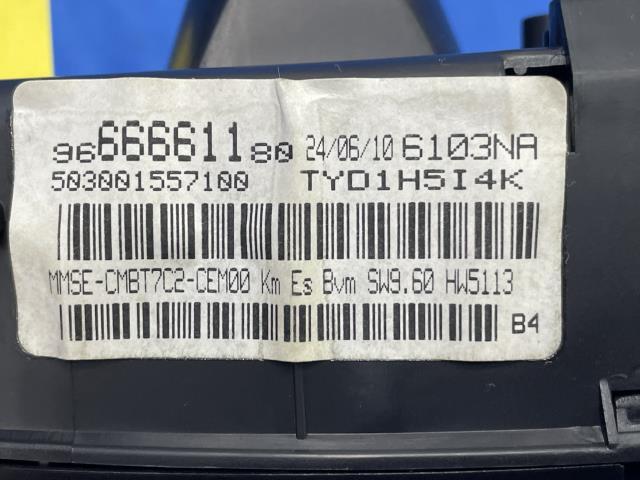 96 666611 80 24/06/10 6103NA
503001557100 TYD1H5I4K
MMSE-CMBT7C2-CEM00 Km Es Bvm SW9.60 HW5113
B4